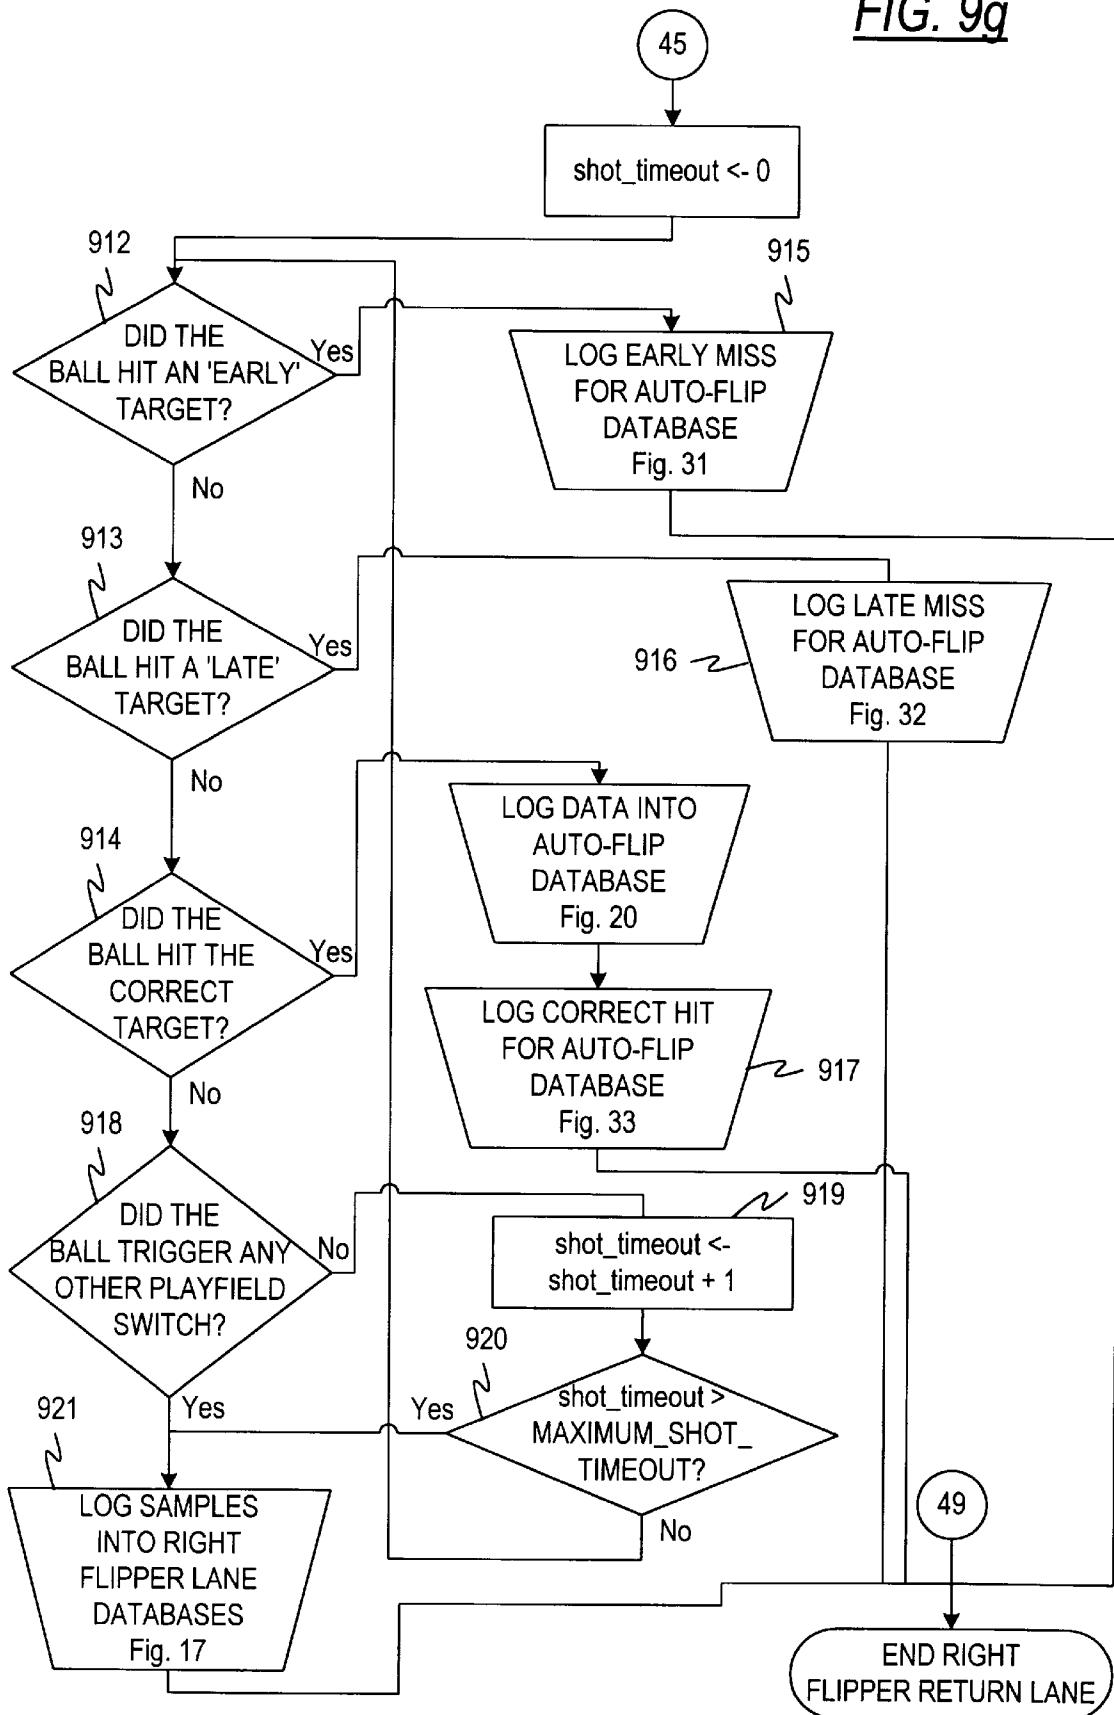 FIG. 9g
45
shot_timeout <- 0
912
DID THE
BALL HIT AN 'EARLY'
TARGET?
Yes
No
915
LOG EARLY MISS
FOR AUTO-FLIP
DATABASE
Fig. 31
913
DID THE
BALL HIT A 'LATE'
TARGET?
Yes
No
916
LOG LATE MISS
FOR AUTO-FLIP
DATABASE
Fig. 32
914
DID THE
BALL HIT THE
CORRECT
TARGET?
Yes
No
LOG DATA INTO
AUTO-FLIP
DATABASE
Fig. 20
LOG CORRECT HIT
FOR AUTO-FLIP
DATABASE
Fig. 33
917
918
DID THE
BALL TRIGGER ANY
OTHER PLAYFIELD
SWITCH?
No
Yes
919
shot_timeout <-
shot_timeout + 1
920
shot_timeout >
MAXIMUM_SHOT_
TIMEOUT?
Yes
No
921
LOG SAMPLES
INTO RIGHT
FLIPPER LANE
DATABASES
Fig. 17
49
END RIGHT
FLIPPER RETURN LANE